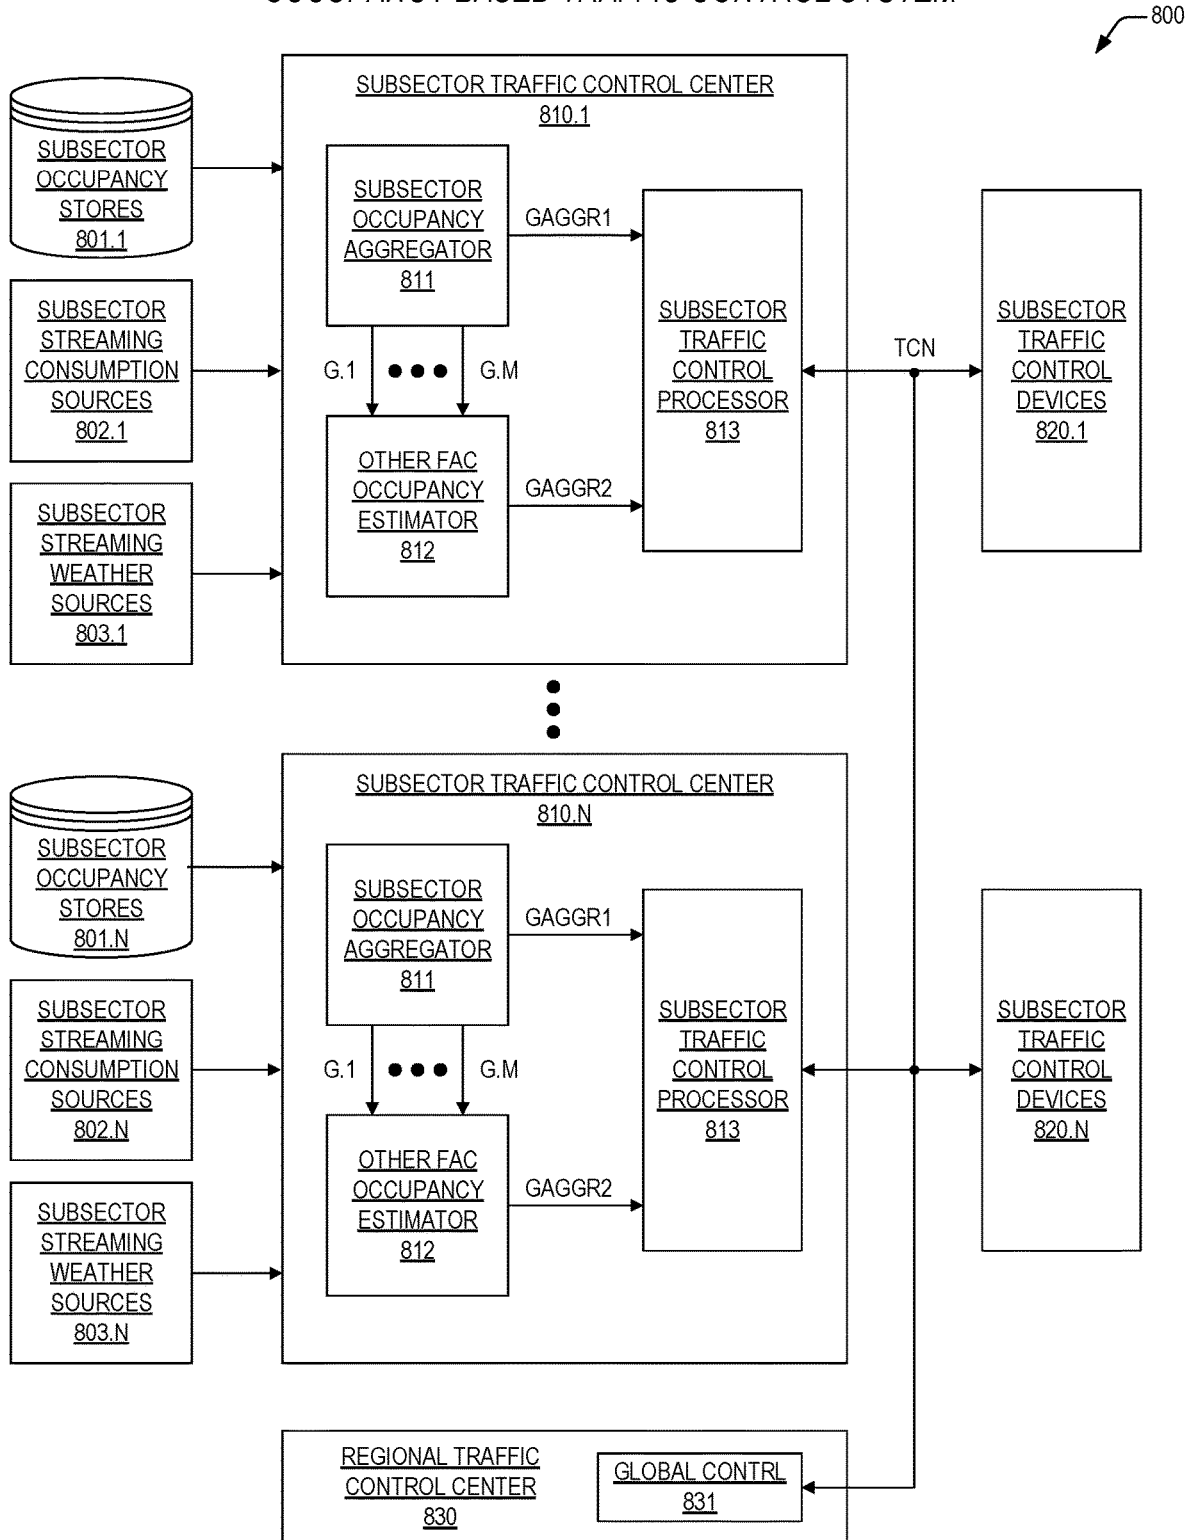 OCCUPANCY BASED TRAFFIC CONTROL SYSTEM
800
SUBSECTOR
OCCUPANCY
STORES
801.1
SUBSECTOR
STREAMING
CONSUMPTION
SOURCES
802.1
SUBSECTOR
STREAMING
WEATHER
SOURCES
803.1
SUBSECTOR TRAFFIC CONTROL CENTER
810.1
SUBSECTOR
OCCUPANCY
AGGREGATOR
811
GAGGR1
G.1
G.M
OTHER FAC
OCCUPANCY
ESTIMATOR
812
GAGGR2
SUBSECTOR
TRAFFIC
CONTROL
PROCESSOR
813
TCN
SUBSECTOR
TRAFFIC
CONTROL
DEVICES
820.1
SUBSECTOR
OCCUPANCY
STORES
801.N
SUBSECTOR
STREAMING
CONSUMPTION
SOURCES
802.N
SUBSECTOR
STREAMING
WEATHER
SOURCES
803.N
SUBSECTOR TRAFFIC CONTROL CENTER
810.N
SUBSECTOR
OCCUPANCY
AGGREGATOR
811
GAGGR1
G.1
G.M
OTHER FAC
OCCUPANCY
ESTIMATOR
812
GAGGR2
SUBSECTOR
TRAFFIC
CONTROL
PROCESSOR
813
SUBSECTOR
TRAFFIC
CONTROL
DEVICES
820.N
REGIONAL TRAFFIC
CONTROL CENTER
830
GLOBAL CONTRL
831